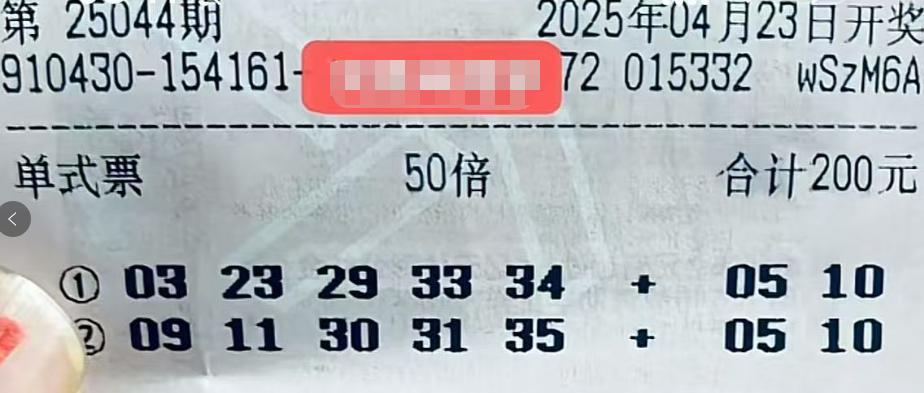 第 25044期 2025年04月23日开奖
910430-154161- 72 015332 wSzM6A
单式票 50倍 合计200元
① 03 23 29 33 34 + 05 10
② 09 11 30 31 35 + 05 10